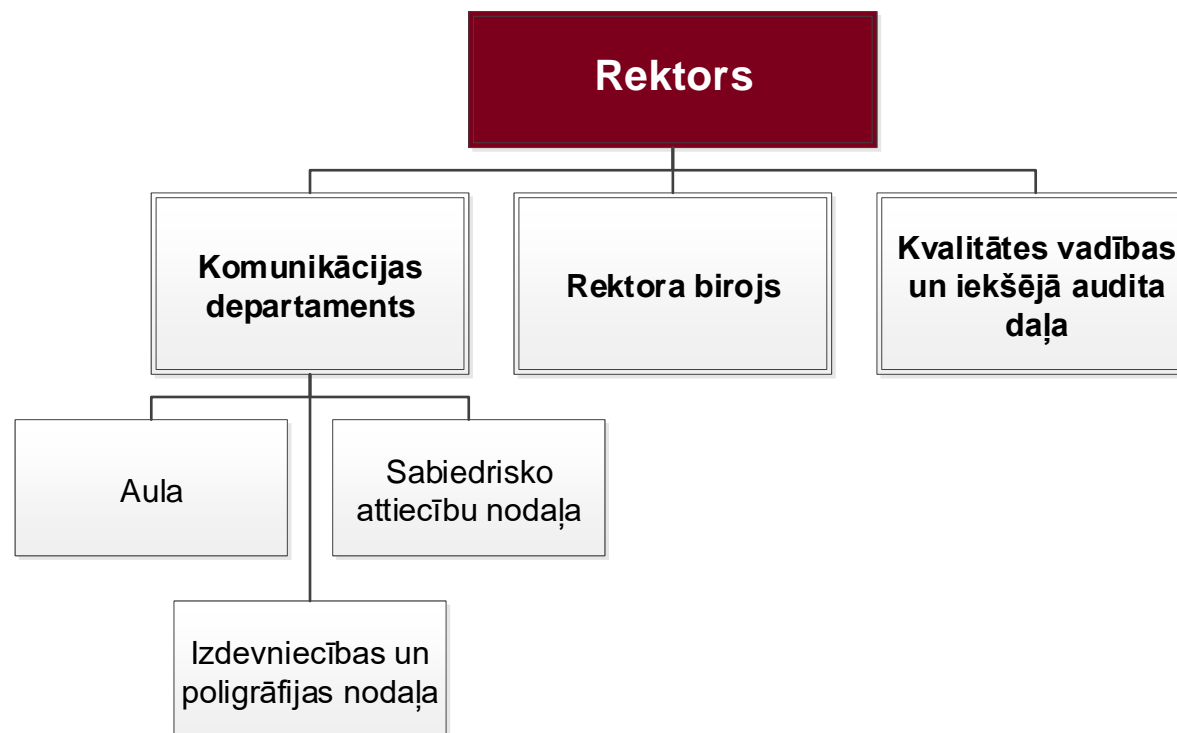 Rektors
Komunikācijas
departaments
Rektora birojs
Kvalitātes vadības
un iekšējā audita
daļa
Aula
Sabiedrisko
attiecību nodaļa
Izdevniecības un
poligrāfijas nodaļa